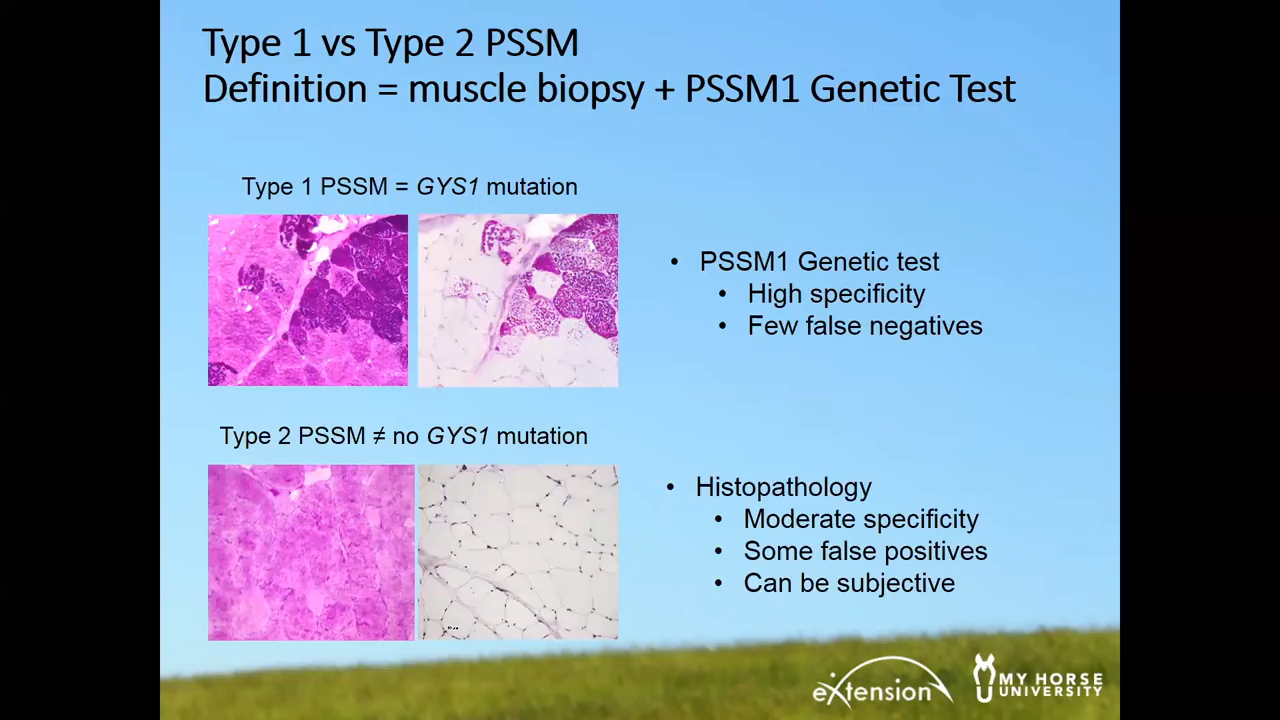 Type 1 vs Type 2 PSSM
Definition = muscle biopsy + PSSM1 Genetic Test
Type 1 PSSM = GYS1 mutation
• PSSM1 Genetic test
• High specificity
• Few false negatives
Type 2 PSSM ≠ no GYS1 mutation
• Histopathology
• Moderate specificity
• Some false positives
• Can be subjective
eXtension
MY HORSE
UNIVERSITY